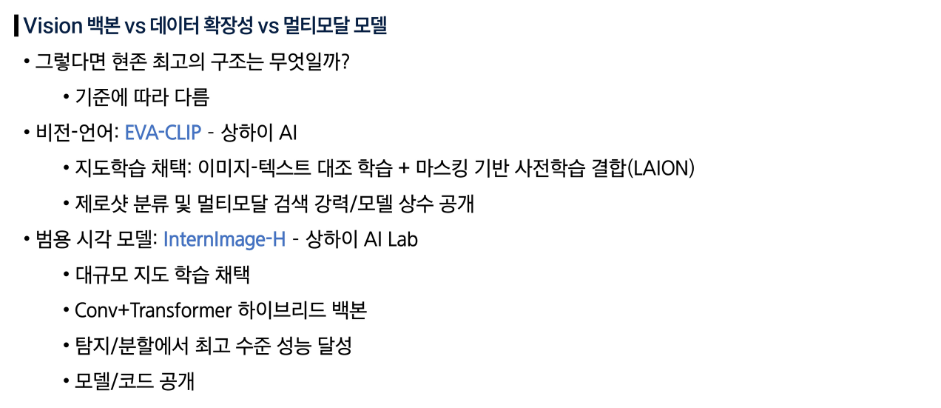 Vision 백본 vs 데이터 확장성 vs 멀티모달 모델
• 그렇다면 현존 최고의 구조는 무엇일까?
• 기준에 따라 다름
• 비전-언어: EVA-CLIP - 상하이 AI
• 지도학습 채택: 이미지-텍스트 대조 학습 + 마스킹 기반 사전학습 결합(LAION)
• 제로샷 분류 및 멀티모달 검색 강력/모델 상수 공개
• 범용 시각 모델: InternImage-H - 상하이 AI Lab
• 대규모 지도 학습 채택
• Conv+Transformer 하이브리드 백본
• 탐지/분할에서 최고 수준 성능 달성
• 모델/코드 공개